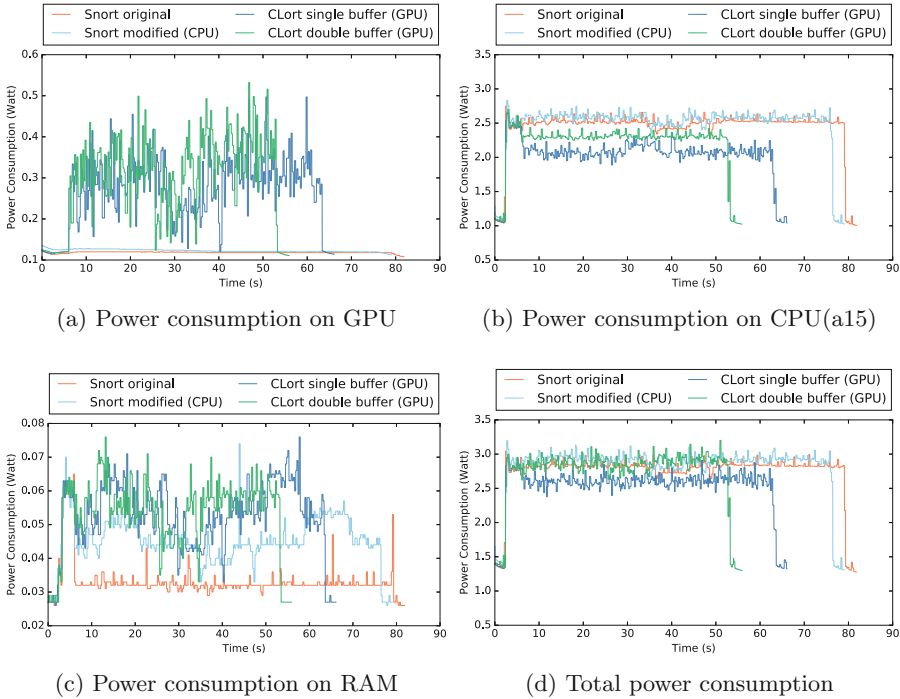 Snort original
CLort single buffer (GPU)
Snort modified (CPU)
CLort double buffer (GPU)
0.6
0.5
0.4
0.3
0.2
0.1
Power Consumption (Watt)
0 10 20 30 40 50 60 70 80 90
Time (s)
(a) Power consumption on GPU
Snort original
CLort single buffer (GPU)
Snort modified (CPU)
CLort double buffer (GPU)
3.5
3.0
2.5
2.0
1.5
1.0
0.5
Power Consumption (Watt)
0 10 20 30 40 50 60 70 80 90
Time (s)
(b) Power consumption on CPU(a15)
Snort original
CLort single buffer (GPU)
Snort modified (CPU)
CLort double buffer (GPU)
0.08
0.07
0.06
0.05
0.04
0.03
0.02
Power Consumption (Watt)
0 10 20 30 40 50 60 70 80 90
Time (s)
(c) Power consumption on RAM
Snort original
CLort single buffer (GPU)
Snort modified (CPU)
CLort double buffer (GPU)
3.5
3.0
2.5
2.0
1.5
1.0
0.5
Power Consumption (Watt)
0 10 20 30 40 50 60 70 80 90
Time (s)
(d) Total power consumption